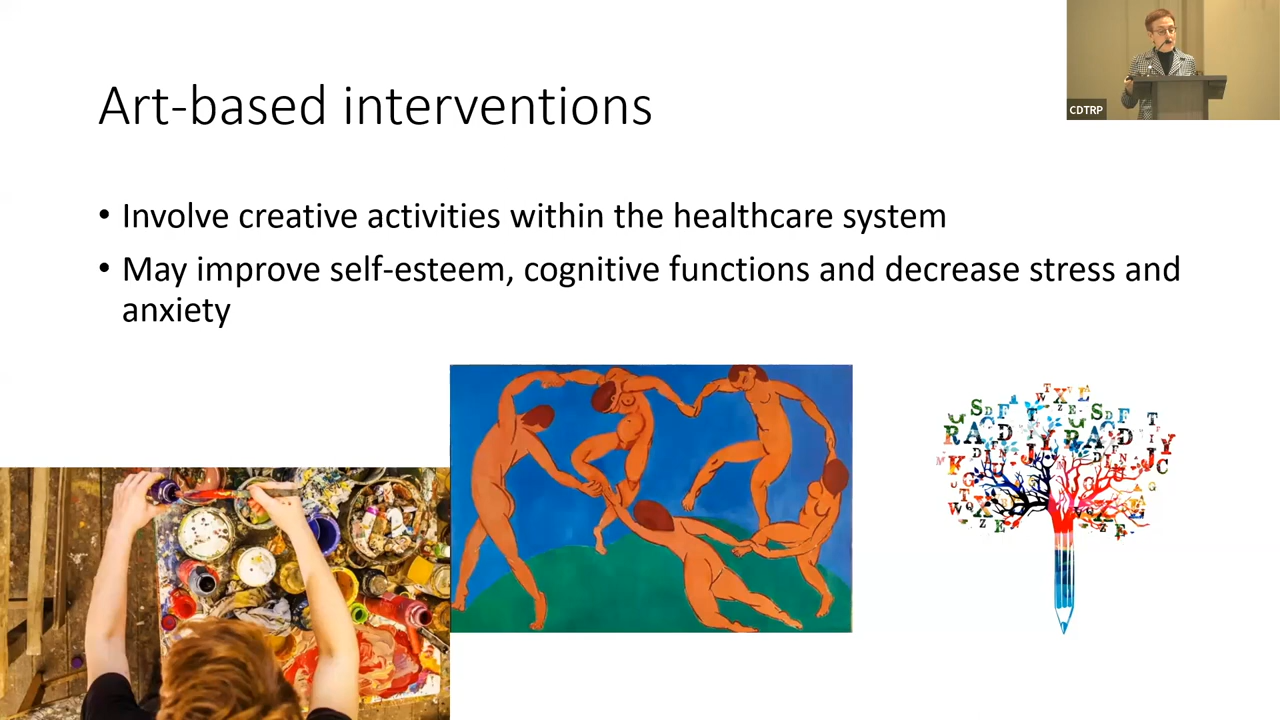 CDTRP
Art-based interventions
• Involve creative activities within the healthcare system
• May improve self-esteem, cognitive functions and decrease stress and
anxiety